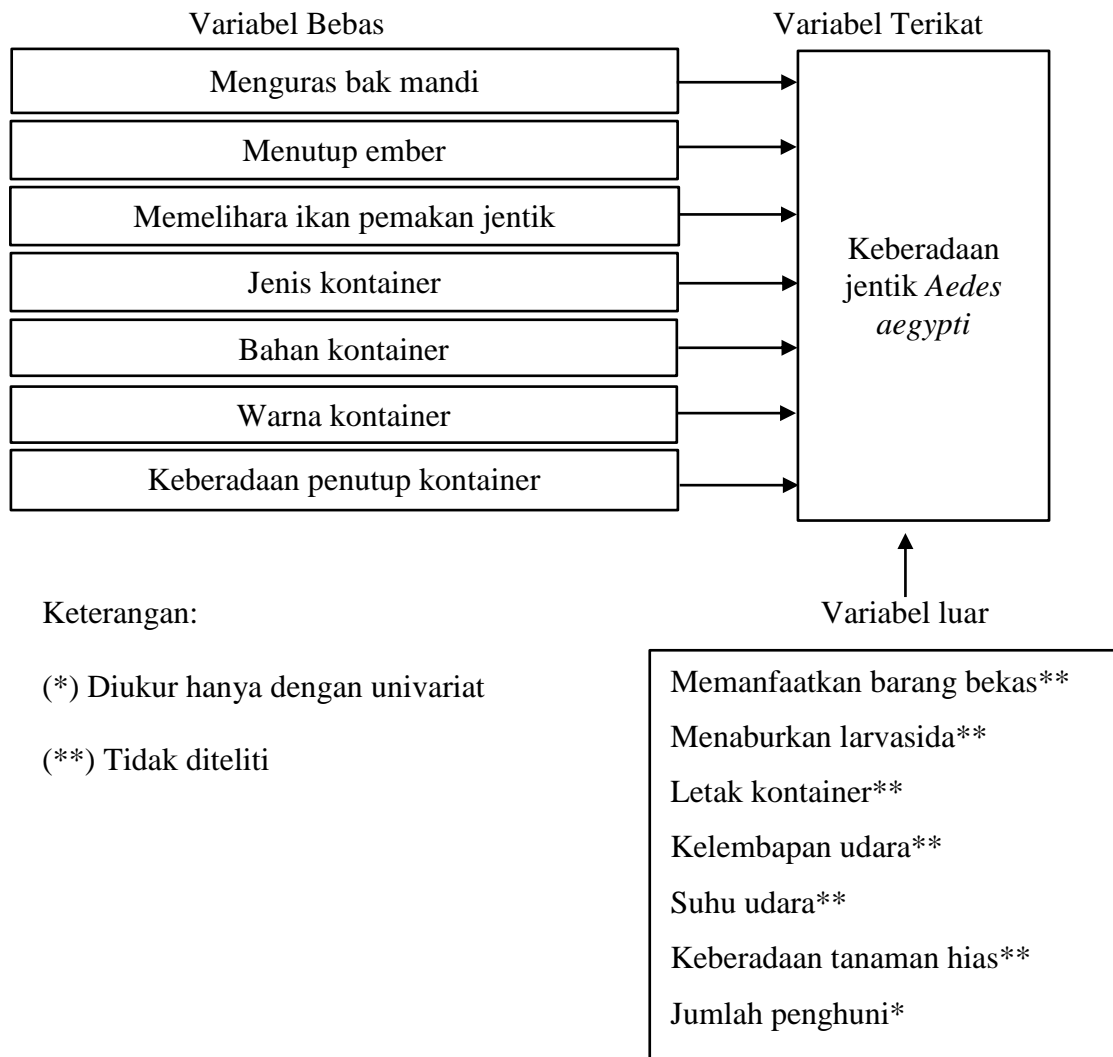 Variabel Bebas
Variabel Terikat
Menguras bak mandi
Menutup ember
Memelihara ikan pemakan jentik
Jenis kontainer
Bahan kontainer
Warna kontainer
Keberadaan penutup kontainer
Keberadaan
jentik Aedes
aegypti
Keterangan:
(*) Diukur hanya dengan univariat
(**) Tidak diteliti
Variabel luar
Memanfaatkan barang bekas**
Menaburkan larvasida**
Letak kontainer**
Kelembapan udara**
Suhu udara**
Keberadaan tanaman hias**
Jumlah penghuni*